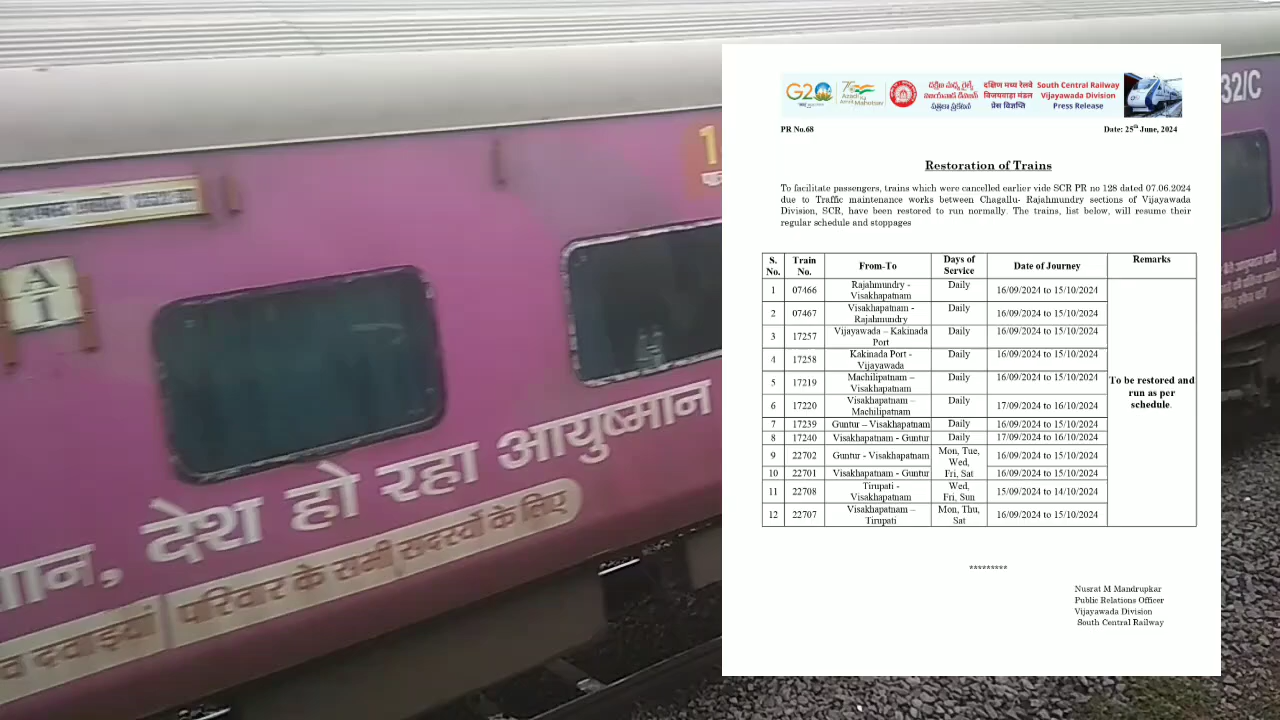 32/C
A
1
देश हो रहा आयुष्मान
परिवार के सभी सदस्यों के लिए
G20
75
Azadi Ka
Amrit Mahotsav
దక్షిణ మధ్య రైల్వే दक्षिण मध्य रेलवे South Central Railway
విజయవాడ డివిజన్ विजयवाड़ा मंडल Vijayawada Division
పత్రికా ప్రకటన प्रेस विज्ञप्ति Press Release
PR No.68 Date: 25th June, 2024
Restoration of Trains
To facilitate passengers, trains which were cancelled earlier vide SCR PR no 128 dated 07.06.2024
due to Traffic maintenance works between Chagallu- Rajahmundry sections of Vijayawada
Division, SCR, have been restored to run normally. The trains, list below, will resume their
regular schedule and stoppages
S. No. Train No. From-To Days of Service Date of Journey Remarks
1 07466 Rajahmundry - Visakhapatnam Daily 16/09/2024 to 15/10/2024
2 07467 Visakhapatnam - Rajahmundry Daily 16/09/2024 to 15/10/2024
3 17257 Vijayawada – Kakinada Port Daily 16/09/2024 to 15/10/2024
4 17258 Kakinada Port - Vijayawada Daily 16/09/2024 to 15/10/2024
5 17219 Machilipatnam – Visakhapatnam Daily 16/09/2024 to 15/10/2024
6 17220 Visakhapatnam – Machilipatnam Daily 17/09/2024 to 16/10/2024
7 17239 Guntur – Visakhapatnam Daily 16/09/2024 to 15/10/2024
8 17240 Visakhapatnam - Guntur Daily 17/09/2024 to 16/10/2024
9 22702 Guntur - Visakhapatnam Mon, Tue, Wed, 16/09/2024 to 15/10/2024
10 22701 Visakhapatnam - Guntur Fri, Sat 16/09/2024 to 15/10/2024
11 22708 Tirupati - Visakhapatnam Wed, Fri, Sun 15/09/2024 to 14/10/2024
12 22707 Visakhapatnam – Tirupati Mon, Thu, Sat 16/09/2024 to 15/10/2024
To be restored and
run as per
schedule.
*********
Nusrat M Mandrupkar
Public Relations Officer
Vijayawada Division
South Central Railway